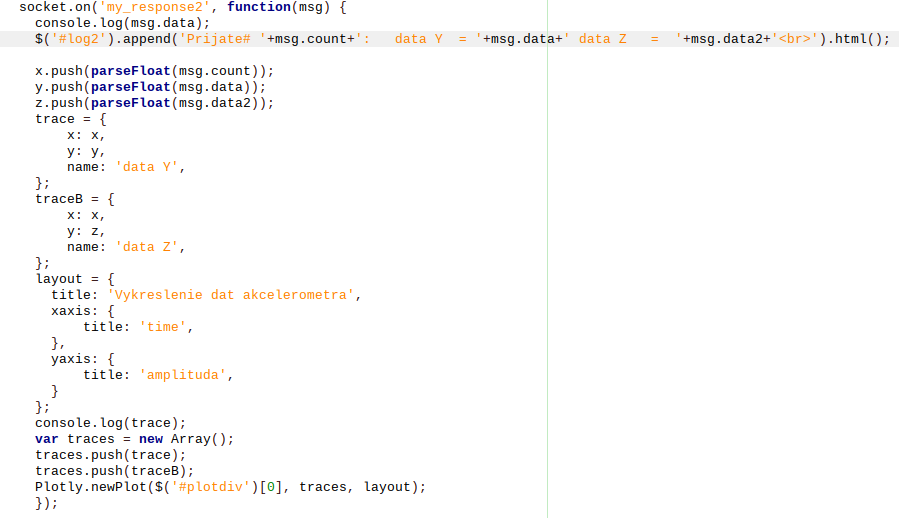 socket.on('my_response2', function(msg) {
  console.log(msg.data);
  $('#log2').append('Prijate# '+msg.count+':   data Y  = '+msg.data+' data Z   =  '+msg.data2+'<br>').html();

  x.push(parseFloat(msg.count));
  y.push(parseFloat(msg.data));
  z.push(parseFloat(msg.data2));
  trace = {
      x: x,
      y: y,
      name: 'data Y',
  };
  traceB = {
      x: x,
      y: z,
      name: 'data Z',
  };
  layout = {
    title: 'Vykreslenie dat akcelerometra',
    xaxis: {
        title: 'time',
    },
    yaxis: {
        title: 'amplituda',
    }
  };
  console.log(trace);
  var traces = new Array();
  traces.push(trace);
  traces.push(traceB);
  Plotly.newPlot($('#plotdiv')[0], traces, layout);
  });